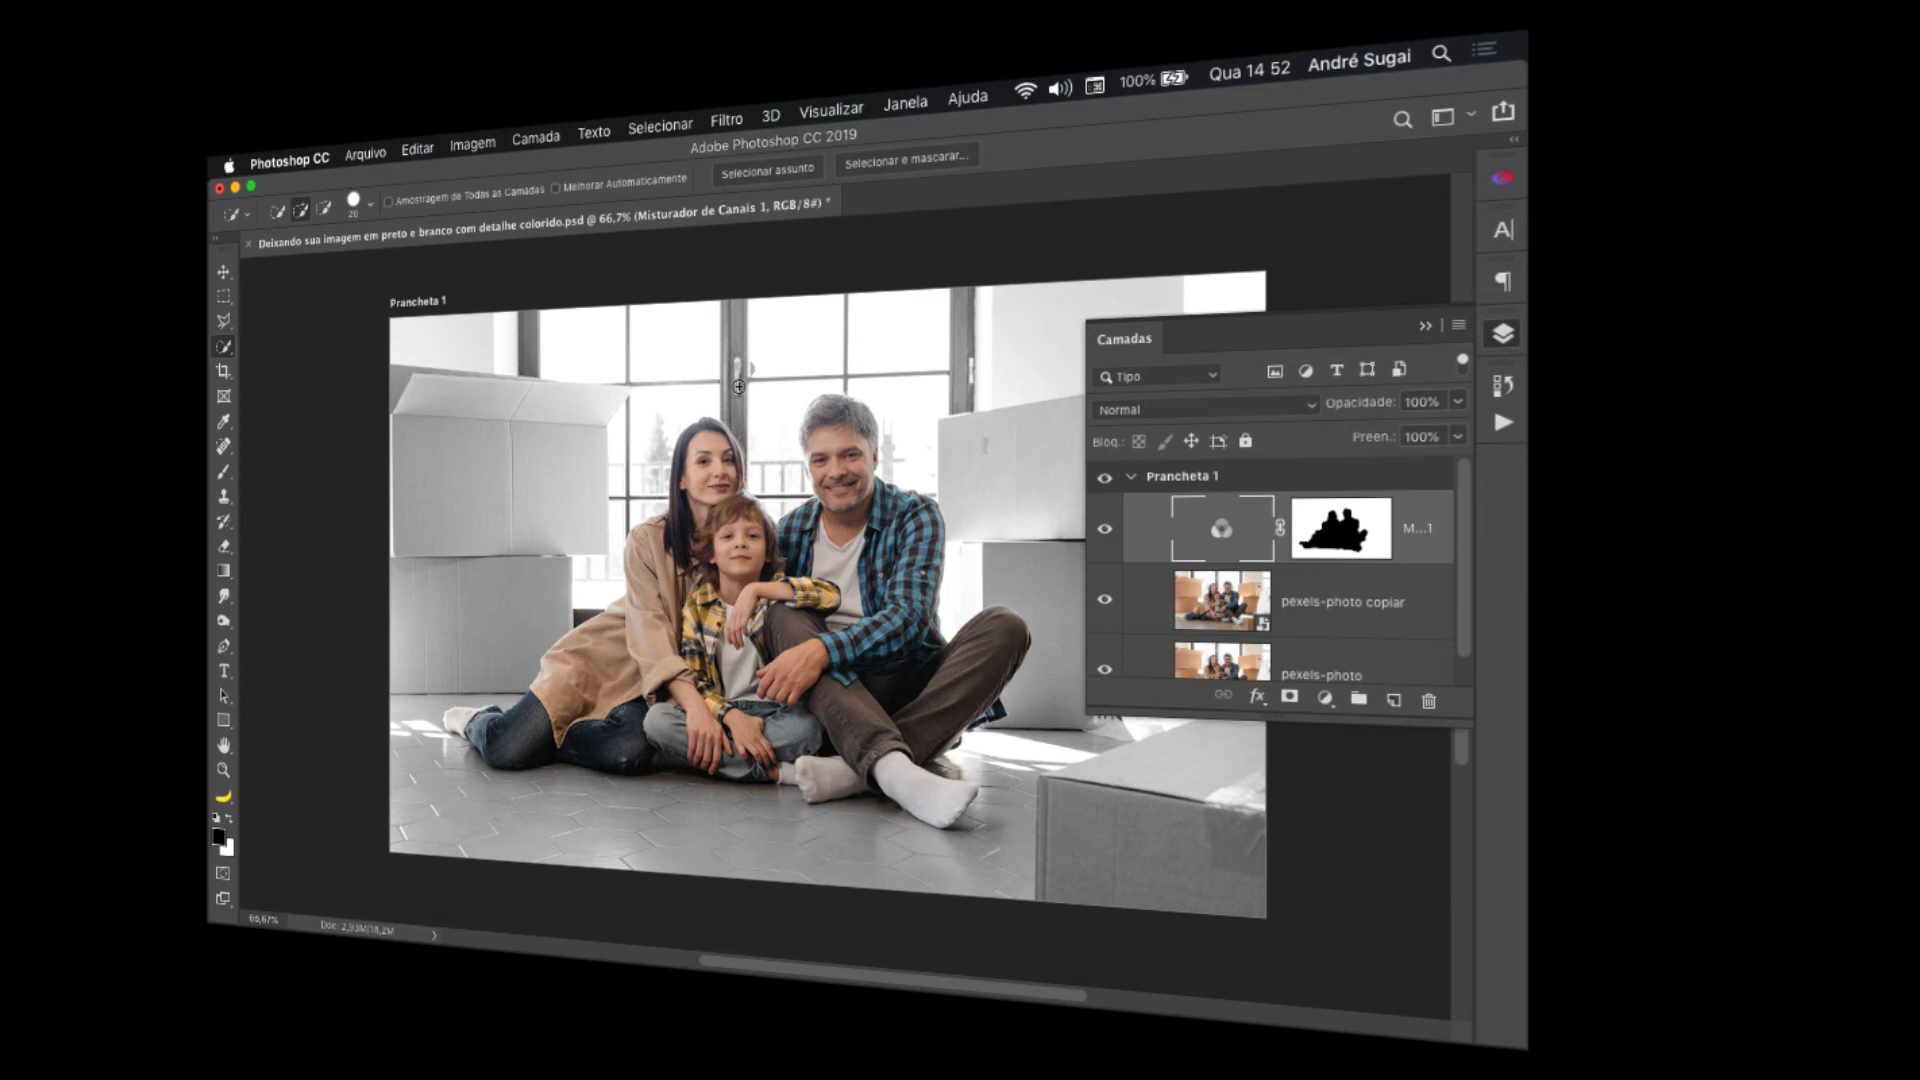 Photoshop CC Arquivo Editar Imagem Camada Texto Selecionar Filtro 3D Visualizar Janela Ajuda 100% Qua 14 52 André Sugai
Adobe Photoshop CC 2019
20 Amostragem de Todas as Camadas Melhorar Automaticamente Selecionar assunto Selecionar e mascarar...
Deixando sua imagem em preto e branco com detalhe colorido.psd @ 66,7% (Misturador de Canais 1, RGB/8#) *
Prancheta 1
Camadas
Tipo
Normal Opacidade: 100%
Bloq.: Preen.: 100%
Prancheta 1
M...1
pexels-photo copiar
pexels-photo
66,67% Doc: 2,93M/18,2M